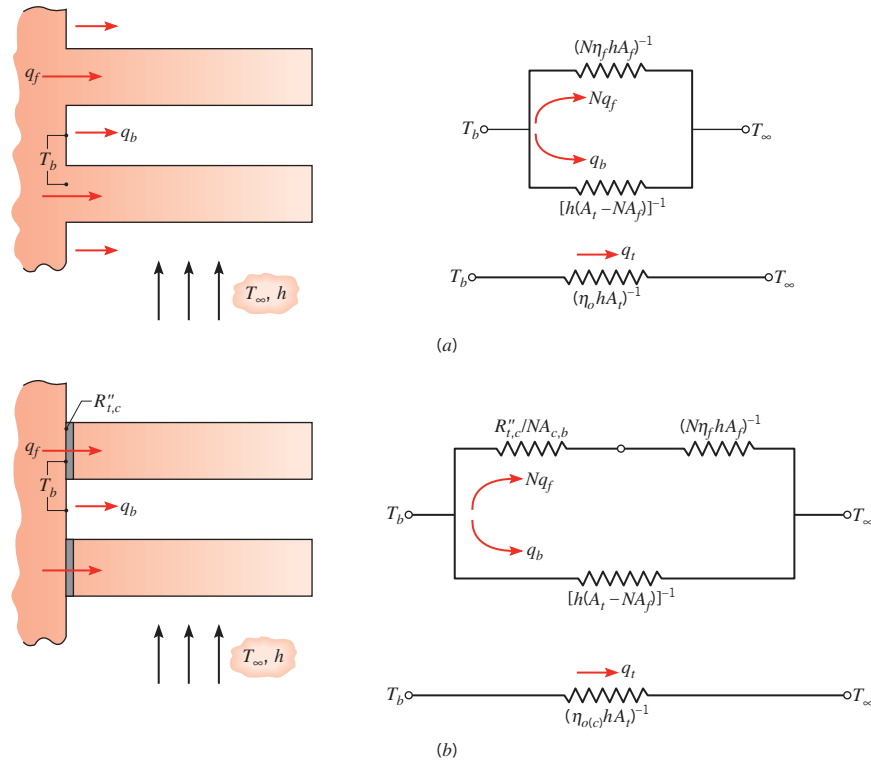 (Nη_f hA_f)⁻¹
q_f
Nq_f
q_b
T_b
T_b
T_∞
q_b
[h(A_t – NA_f)]⁻¹
q_t
T_b
T_∞
T_∞, h
(η_o hA_t)⁻¹
(a)
R″_t,c
R″_t,c/NA_c,b
(Nη_f hA_f)⁻¹
q_f
Nq_f
T_b
q_b
T_b
T_∞
q_b
[h(A_t – NA_f)]⁻¹
T_∞, h
q_t
T_b
T_∞
(η_o(c) hA_t)⁻¹
(b)